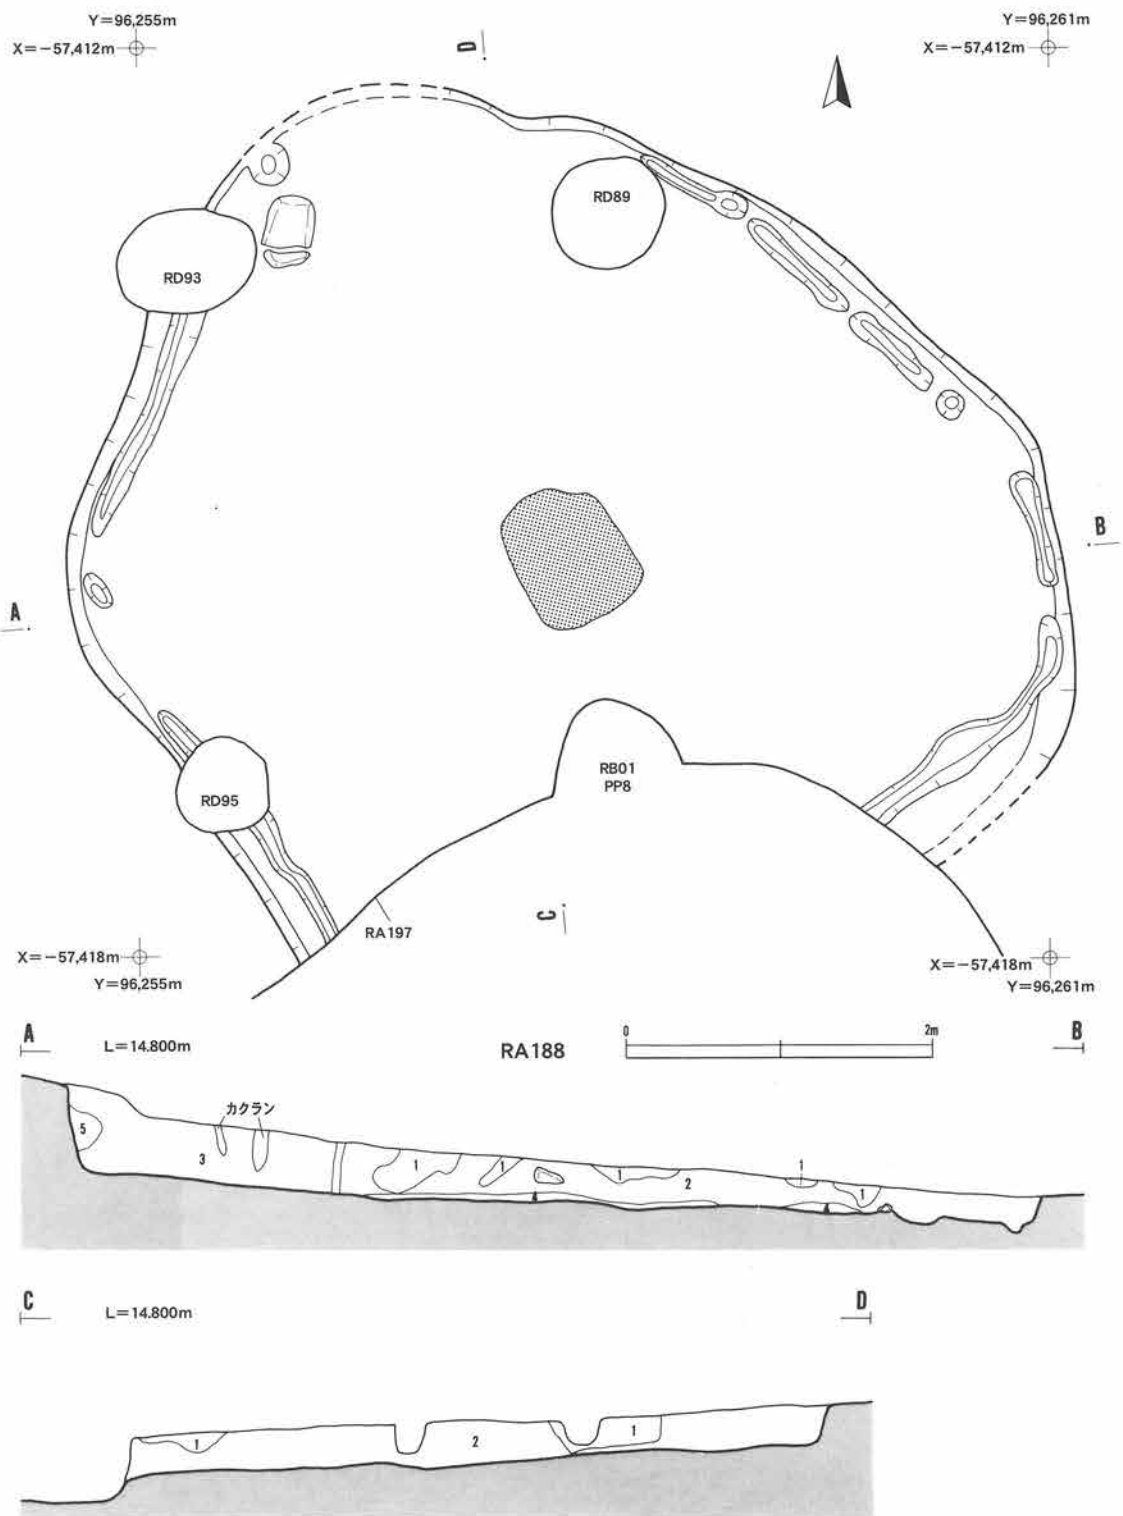 Y=96,255m
X=−57,412m
D
Y=96,261m
X=−57,412m
RD89
RD93
B
A
RB01
PP8
RD95
C
RA197
X=−57,418m
Y=96,255m
X=−57,418m
Y=96,261m
A
L=14.800m
RA188
0
2m
B
カクラン
5
3
1
1
1
2
1
1
4
4
C
L=14.800m
D
1
2
1